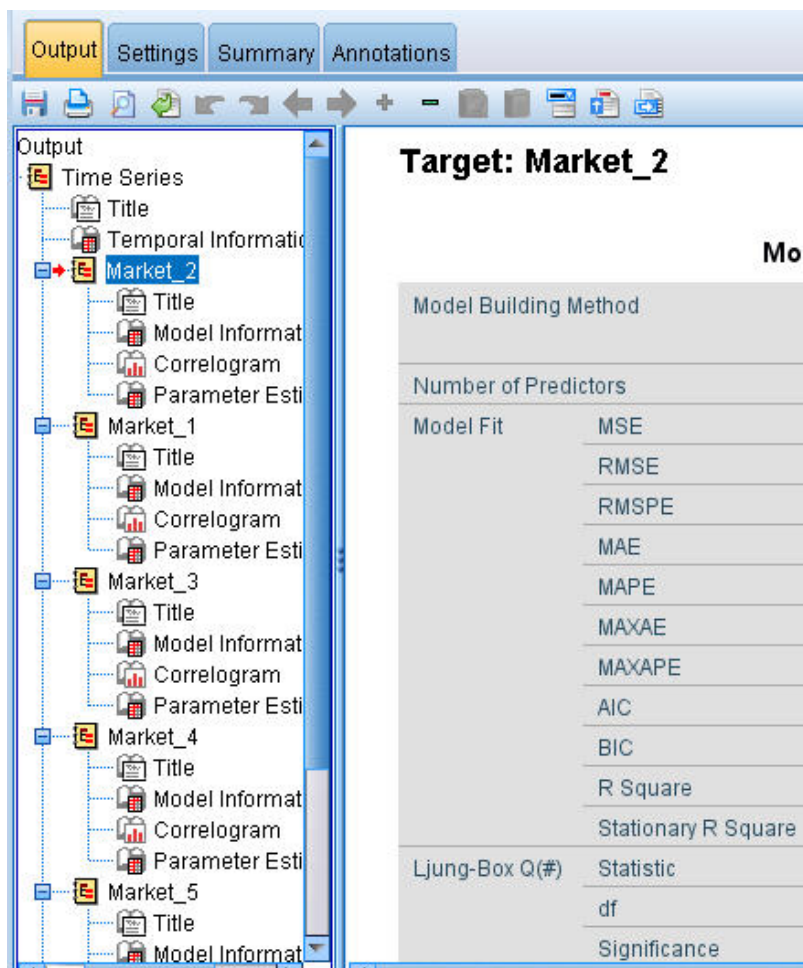 Output Settings Summary Annotations
Output
Time Series
Title
Temporal Informatic
Market_2
Title
Model Informat
Correlogram
Parameter Esti
Market_1
Title
Model Informat
Correlogram
Parameter Esti
Market_3
Title
Model Informat
Correlogram
Parameter Esti
Market_4
Title
Model Informat
Correlogram
Parameter Esti
Market_5
Title
Model Informat
Target: Market_2
Mo
Model Building Method
Number of Predictors
Model Fit MSE
RMSE
RMSPE
MAE
MAPE
MAXAE
MAXAPE
AIC
BIC
R Square
Stationary R Square
Ljung-Box Q(#) Statistic
df
Significance